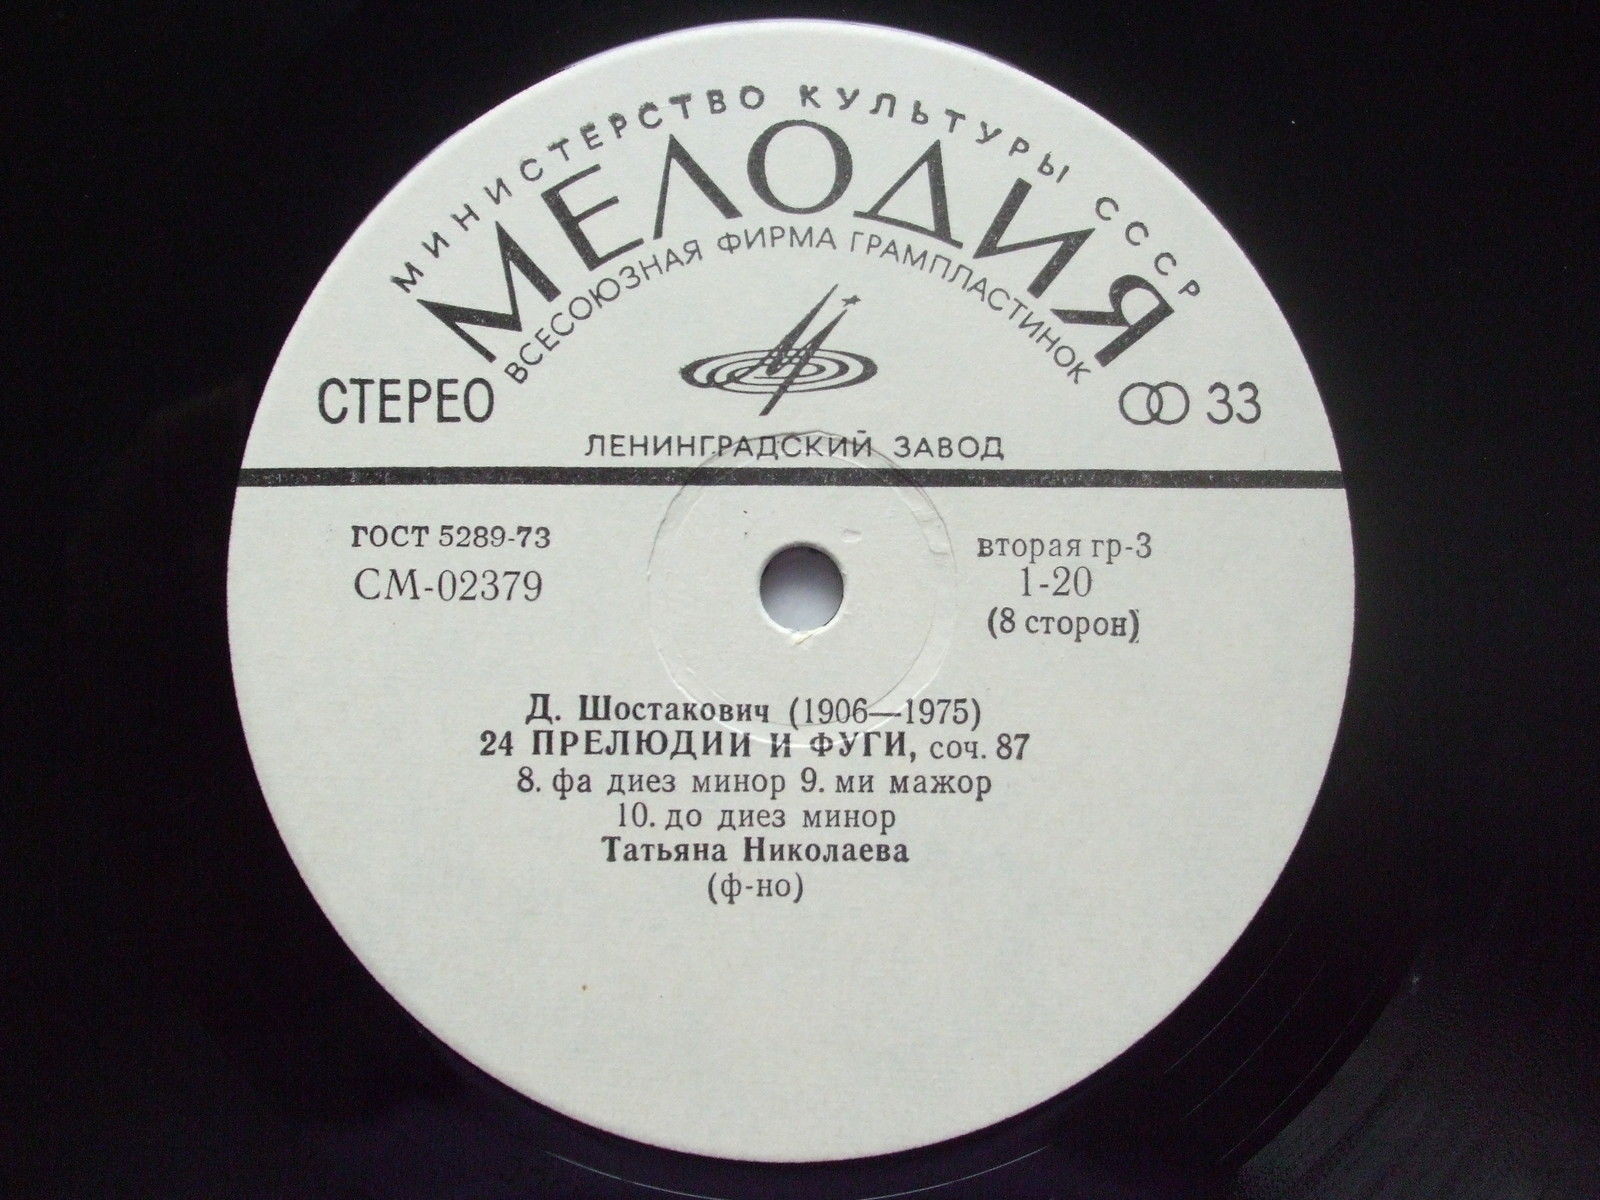 МИНИСТЕРСТВО КУЛЬТУРЫ СССР
МЕЛОДИЯ
ВСЕСОЮЗНАЯ ФИРМА ГРАМПЛАСТИНОК
СТЕРЕО
33
ЛЕНИНГРАДСКИЙ ЗАВОД
ГОСТ 5289-73
СМ-02379
вторая гр-3
1-20
(8 сторон)
Д. Шостакович (1906—1975)
24 ПРЕЛЮДИИ И ФУГИ, соч. 87
8. фа диез минор 9. ми мажор
10. до диез минор
Татьяна Николаева
(ф-но)